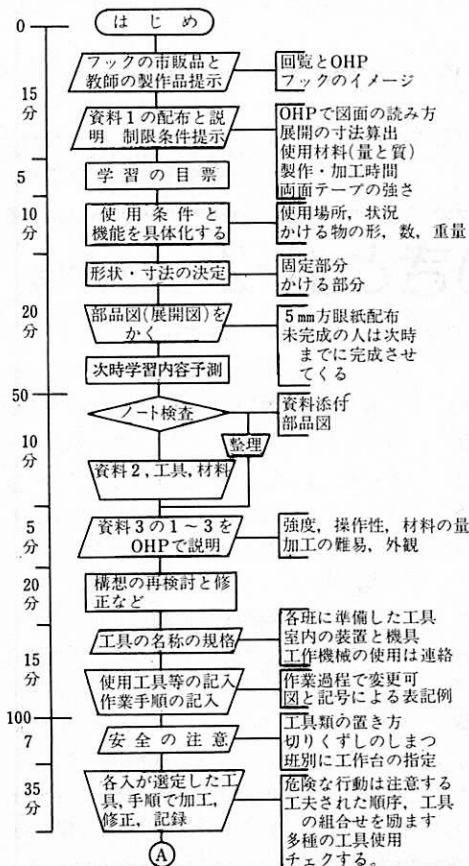 0
はじめ
フックの市販品と
教師の製作品提示
回覧とOHP
フックのイメージ
15
分
資料1の配布と説
明 制限条件提示
OHPで図面の読み方
展開の寸法算出
使用材料(量と質)
製作・加工時間
両面テープの強さ
5
学習の目票
10
分
使用条件と
機能を具体化する
使用場所,状況
かける物の形,数,重量
形状・寸法の決定
固定部分
かける部分
20
分
部品図(展開図)を
かく
5mm方眼紙配布
未完成の人は次時
までに完成させ
てくる
次時学習内容予測
50
ノート検査
資料添付
部品図
10
分
整理
資料2,工具,材料
5
分
資料3の1~3を
OHPで説明
強度,操作性,材料の量
加工の難易,外観
20
分
構想の再検討と修
正など
15
分
工具の名称の規格
各班に準備した工具
室内の装置と機具
工作機械の使用は連絡
使用工具等の記入
作業手順の記入
作業過程で変更可
図と記号による表記例
100
7
安全の注意
工具類の置き方
切りくずしのしまつ
班別に工作台の指定
35
分
各入が選定した工
具,手順で加工,
修正,記録
危険な行動は注意する
工夫された順序,工具
の組合せを励ます
多種の工具使用
チェクする。
A